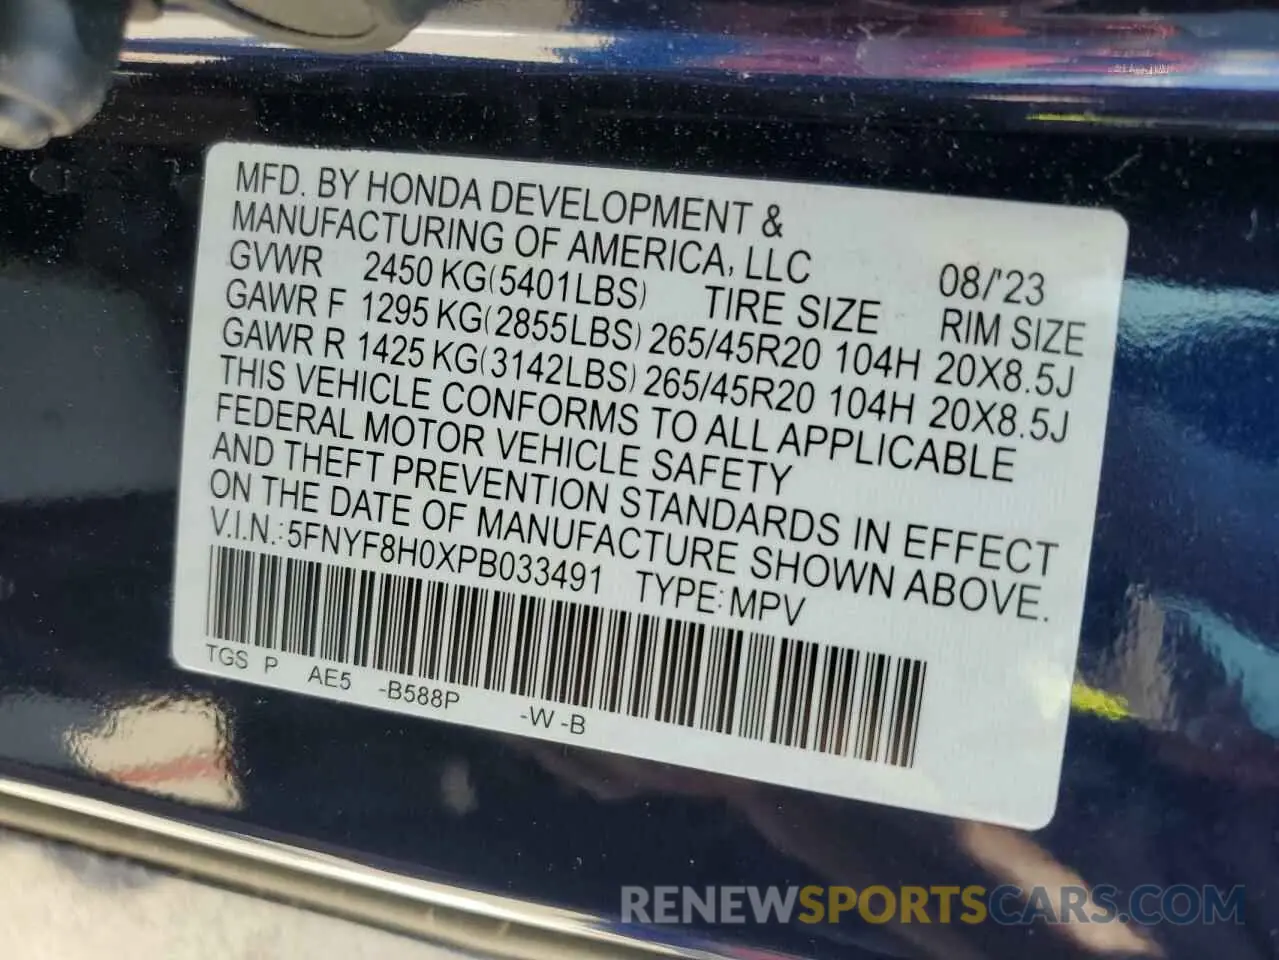 MFD. BY HONDA DEVELOPMENT &
MANUFACTURING OF AMERICA, LLC 08/'23
GVWR 2450 KG(5401LBS) TIRE SIZE RIM SIZE
GAWR F 1295 KG(2855LBS) 265/45R20 104H 20X8.5J
GAWR R 1425 KG(3142LBS) 265/45R20 104H 20X8.5J
THIS VEHICLE CONFORMS TO ALL APPLICABLE
FEDERAL MOTOR VEHICLE SAFETY
AND THEFT PREVENTION STANDARDS IN EFFECT
ON THE DATE OF MANUFACTURE SHOWN ABOVE.
V.I.N.: 5FNYF8H0XPB033491 TYPE: MPV
TGS P AE5 -B588P -W -B
RENEWSPORTSCARS.COM